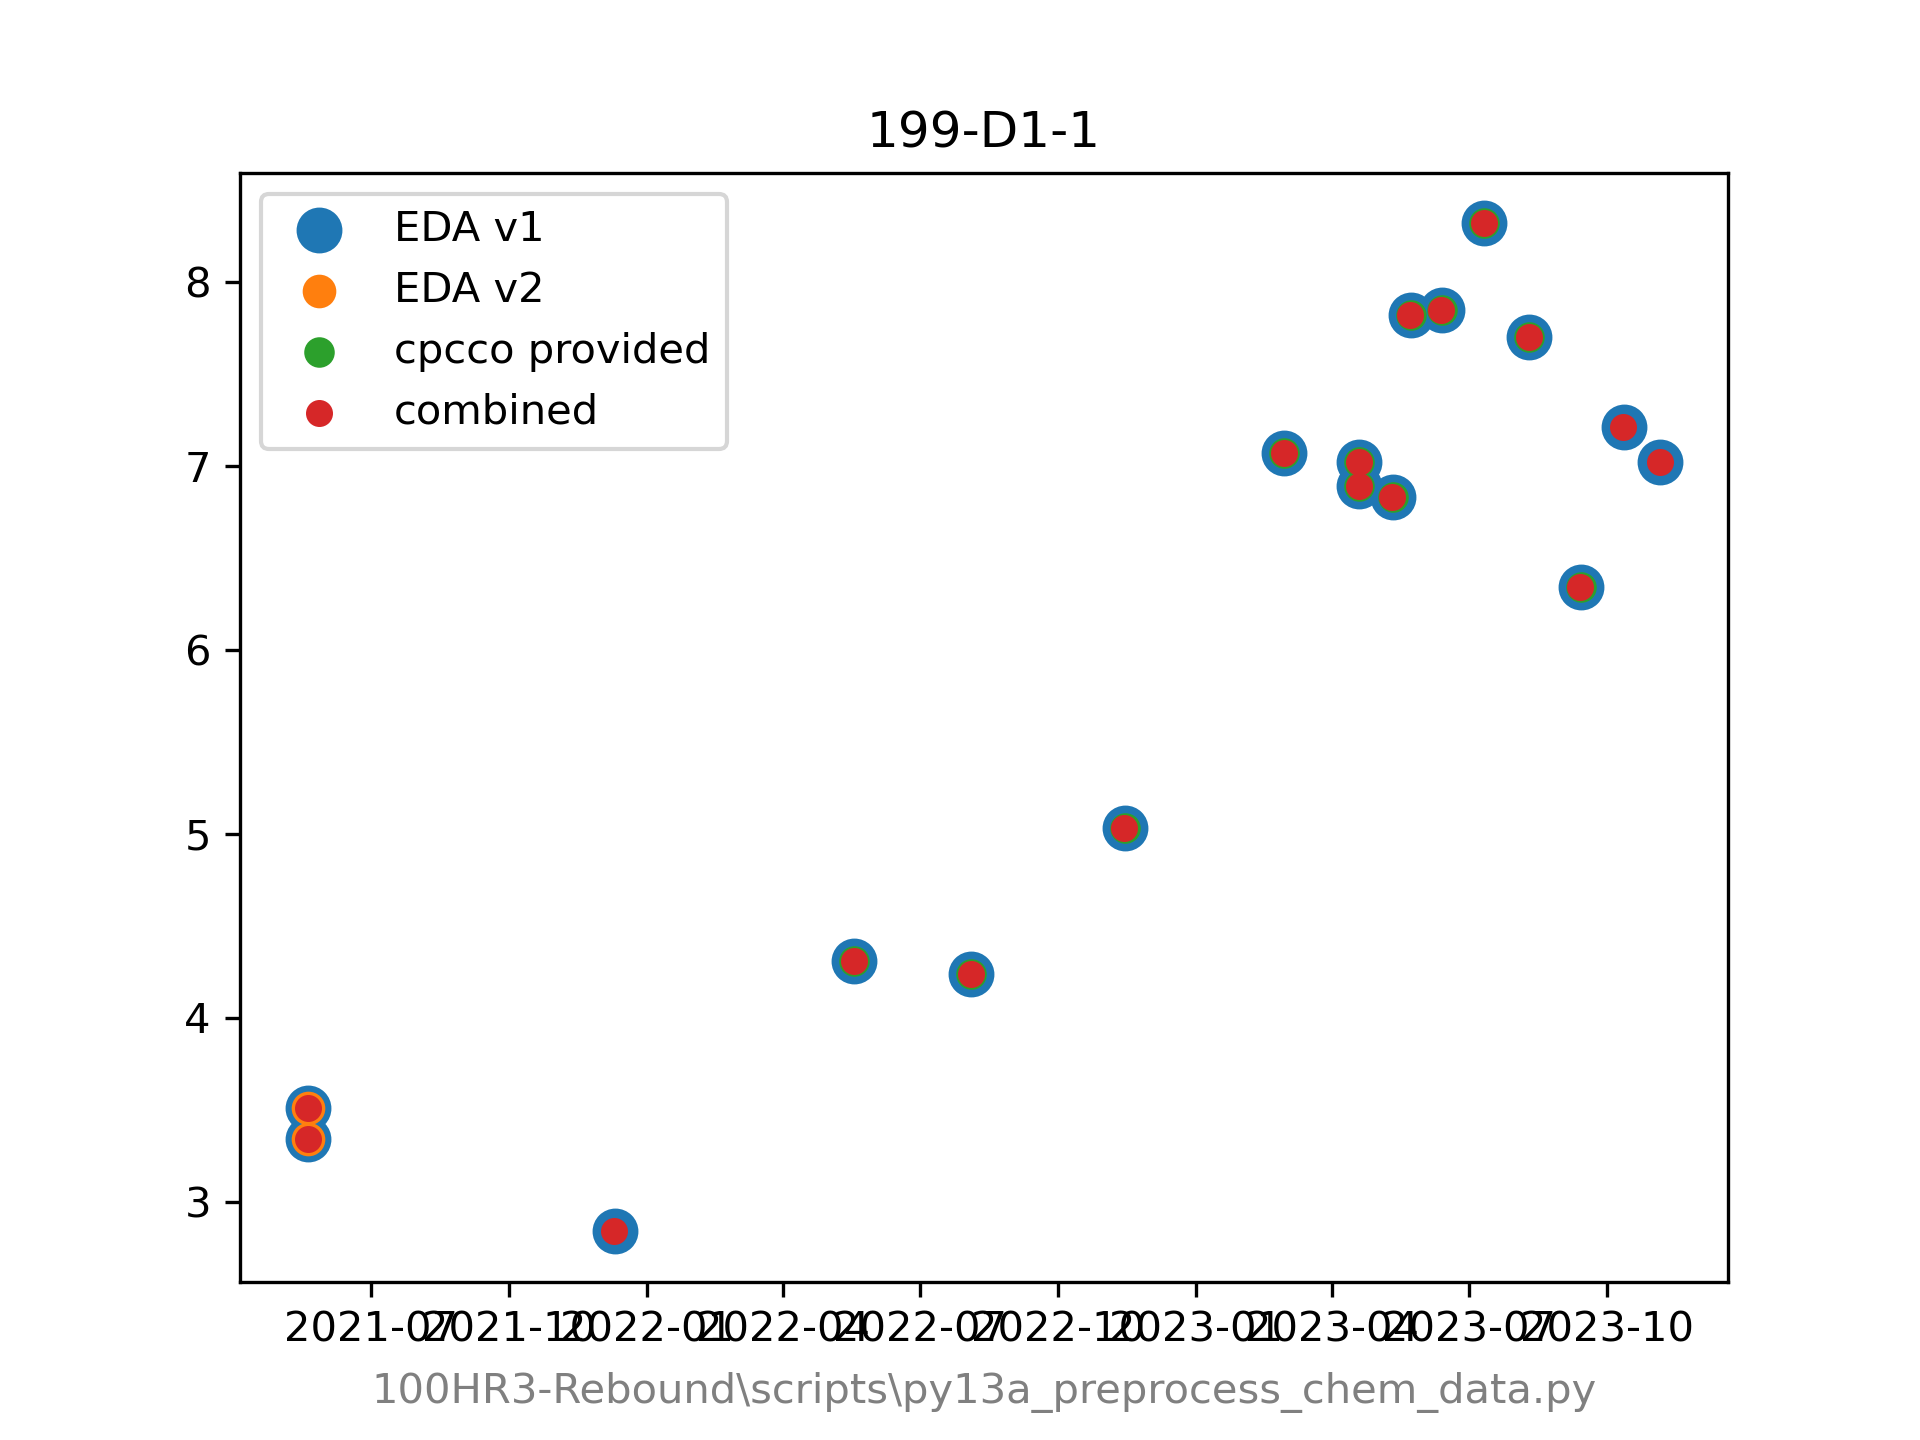 199-D1-1
EDA v1
EDA v2
cpcco provided
combined
8
7
6
5
4
3
2021-07 2021-10 2022-01 2022-04 2022-07 2022-10 2023-01 2023-04 2023-07 2023-10
100HR3-Rebound\scripts\py13a_preprocess_chem_data.py